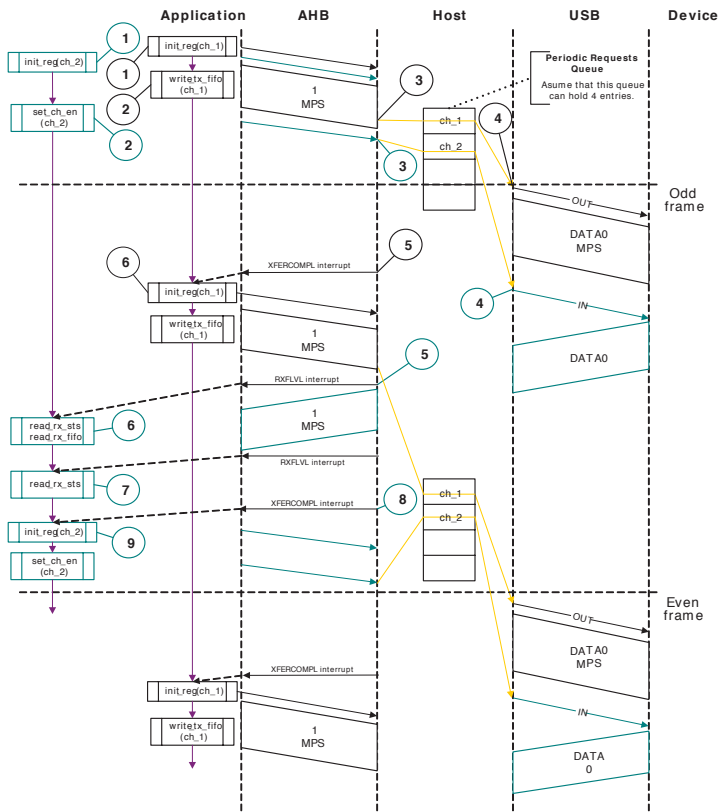 Application AHB Host USB Device
1
init_reg(ch_1)
init_reg(ch_2)
1
write_tx_fifo
(ch_1)
1
MPS
3
Periodic Requests
Queue
Asume that this queue
can hold 4 entries.
2
set_ch_en
(ch_2)
ch_1
4
2
3
ch_2
Odd
frame
OUT
DATA0
MPS
5
6
XFERCOMPL interrupt
init_reg(ch_1)
4
IN
write_tx_fifo
(ch_1)
1
MPS
5
DATA0
RXFLVL interrupt
1
MPS
read_rx_sts
read_rx_fifo
6
RXFLVL interrupt
read_rx_sts
7
ch_1
8
XFERCOMPL interrupt
ch_2
init_reg(ch_2)
9
set_ch_en
(ch_2)
Even
frame
OUT
DATA0
MPS
XFERCOMPL interrupt
init_reg(ch_1)
IN
write_tx_fifo
(ch_1)
1
MPS
DATA
0